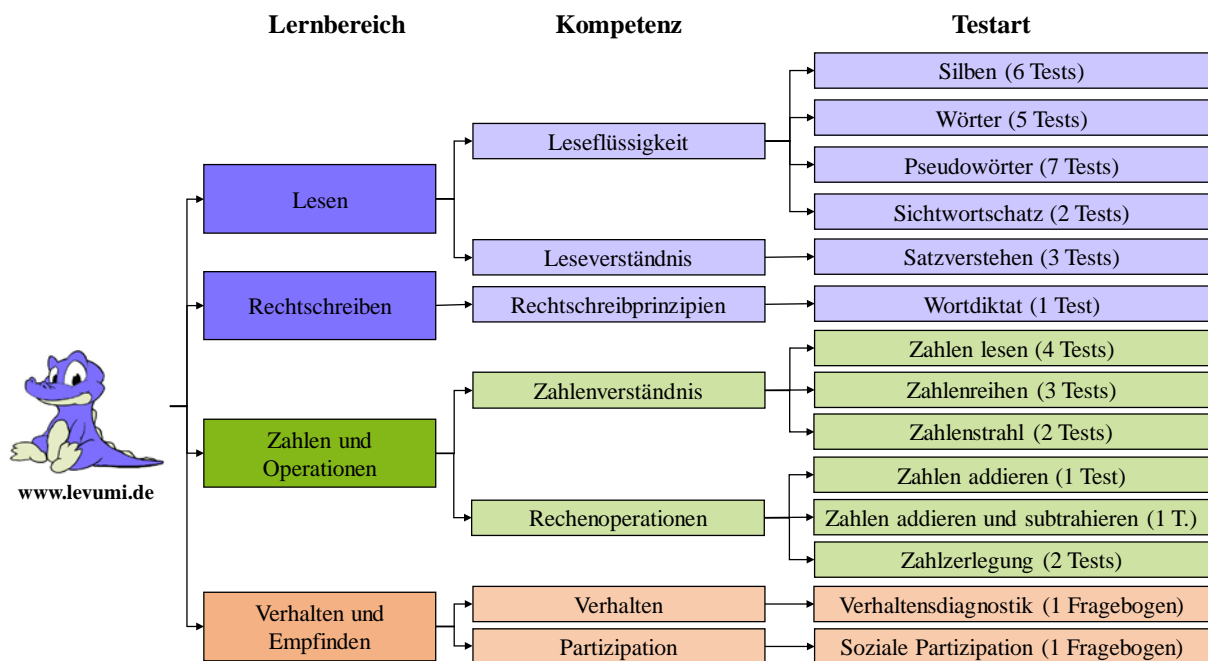 Lernbereich
Kompetenz
Testart
Silben (6 Tests)
Wörter (5 Tests)
Leseflüssigkeit
Pseudowörter (7 Tests)
Lesen
Sichtwortschatz (2 Tests)
Leseverständnis
Satzverstehen (3 Tests)
Rechtschreiben
Rechtschreibprinzipien
Wortdiktat (1 Test)
Zahlen lesen (4 Tests)
Zahlenverständnis
Zahlenreihen (3 Tests)
Zahlenstrahl (2 Tests)
Zahlen und
Operationen
Zahlen addieren (1 Test)
www.levumi.de
Rechenoperationen
Zahlen addieren und subtrahieren (1 T.)
Zahlzerlegung (2 Tests)
Verhalten und
Empfinden
Verhalten
Verhaltensdiagnostik (1 Fragebogen)
Partizipation
Soziale Partizipation (1 Fragebogen)